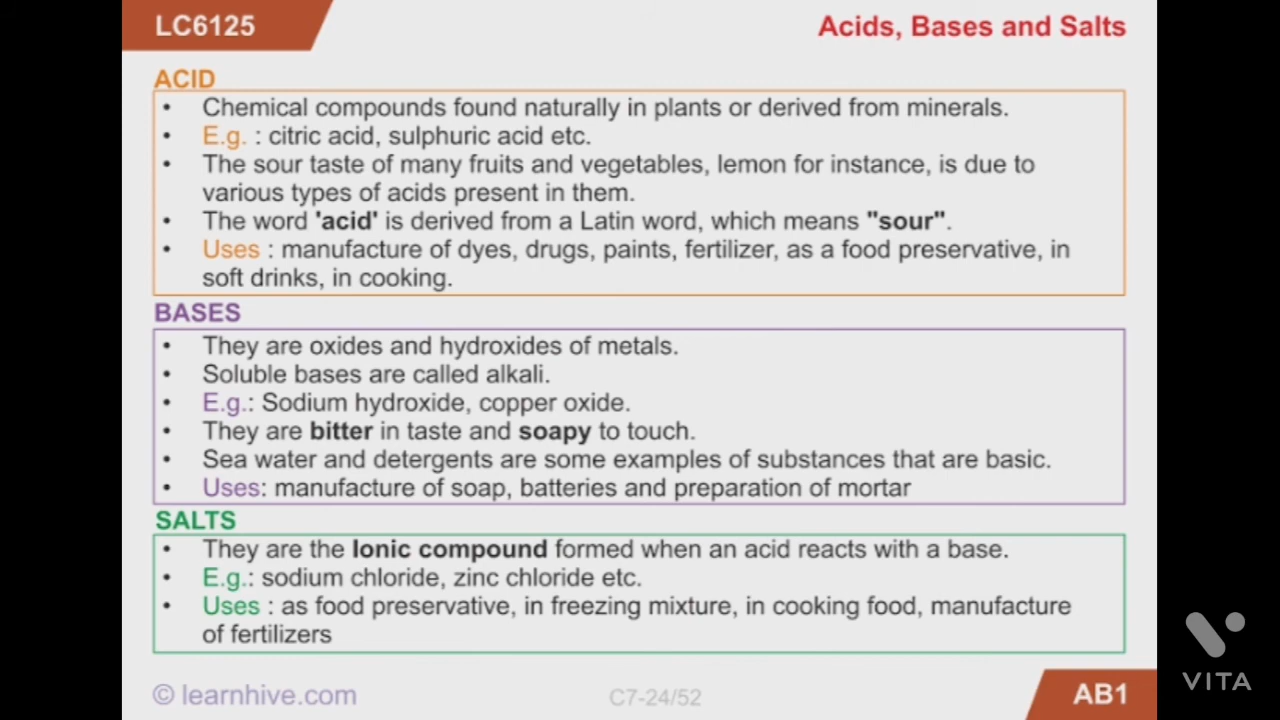 LC6125
Acids, Bases and Salts
ACID
• Chemical compounds found naturally in plants or derived from minerals.
• E.g. : citric acid, sulphuric acid etc.
• The sour taste of many fruits and vegetables, lemon for instance, is due to
various types of acids present in them.
• The word 'acid' is derived from a Latin word, which means "sour".
• Uses : manufacture of dyes, drugs, paints, fertilizer, as a food preservative, in
soft drinks, in cooking.
BASES
• They are oxides and hydroxides of metals.
• Soluble bases are called alkali.
• E.g.: Sodium hydroxide, copper oxide.
• They are bitter in taste and soapy to touch.
• Sea water and detergents are some examples of substances that are basic.
• Uses: manufacture of soap, batteries and preparation of mortar
SALTS
• They are the Ionic compound formed when an acid reacts with a base.
• E.g.: sodium chloride, zinc chloride etc.
• Uses : as food preservative, in freezing mixture, in cooking food, manufacture
of fertilizers
© learnhive.com
C7-24/52
AB1
VITA